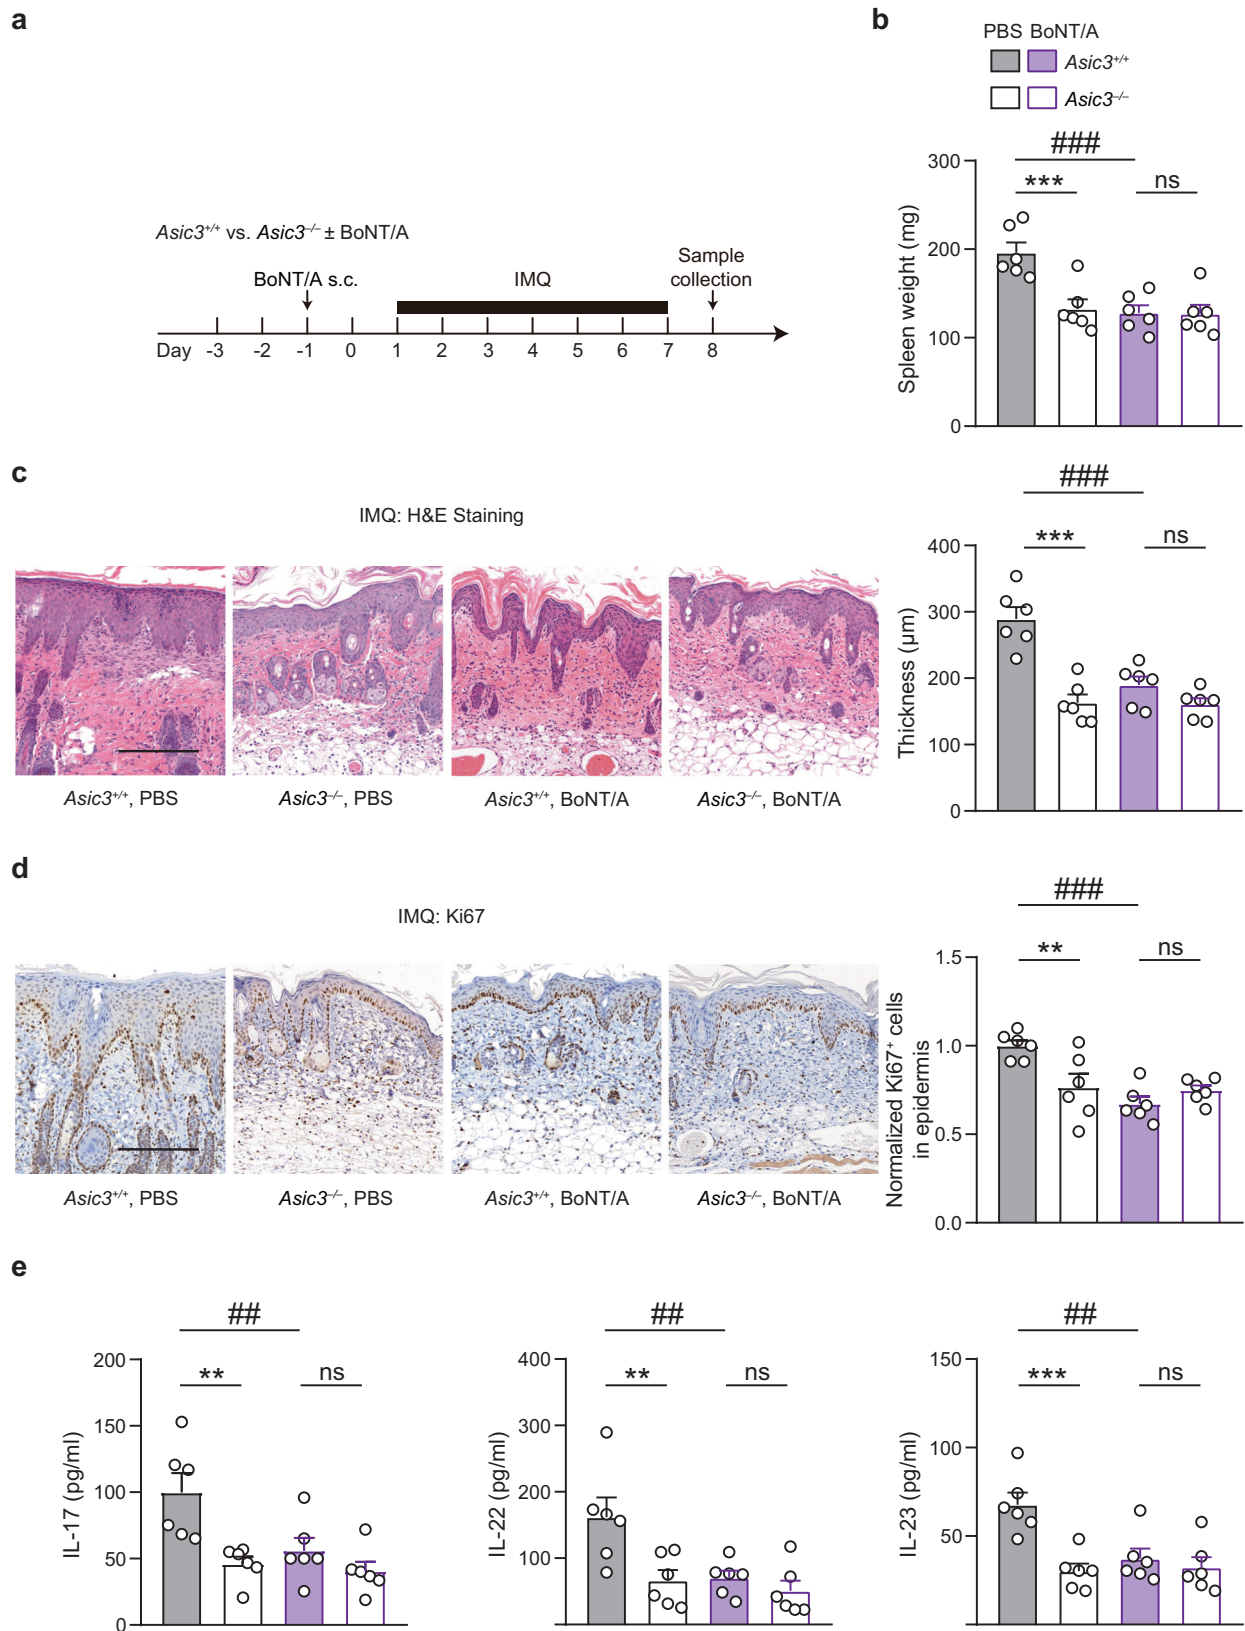 a
Asic3+/+ vs. Asic3–/– ± BoNT/A
BoNT/A s.c.
IMQ
Sample
collection
Day -3 -2 -1 0 1 2 3 4 5 6 7 8
b
PBS BoNT/A
Asic3+/+
Asic3–/–
###
***
ns
Spleen weight (mg)
300
200
100
0
c
IMQ: H&E Staining
Asic3+/+, PBS
Asic3–/–, PBS
Asic3+/+, BoNT/A
Asic3–/–, BoNT/A
###
***
ns
Thickness (µm)
400
300
200
100
0
d
IMQ: Ki67
Asic3+/+, PBS
Asic3–/–, PBS
Asic3+/+, BoNT/A
Asic3–/–, BoNT/A
###
**
ns
Normalized Ki67+ cells
in epidermis
1.5
1.0
0.5
0.0
e
##
**
ns
IL-17 (pg/ml)
200
150
100
50
0
##
**
ns
IL-22 (pg/ml)
400
300
200
100
##
***
ns
IL-23 (pg/ml)
150
100
50